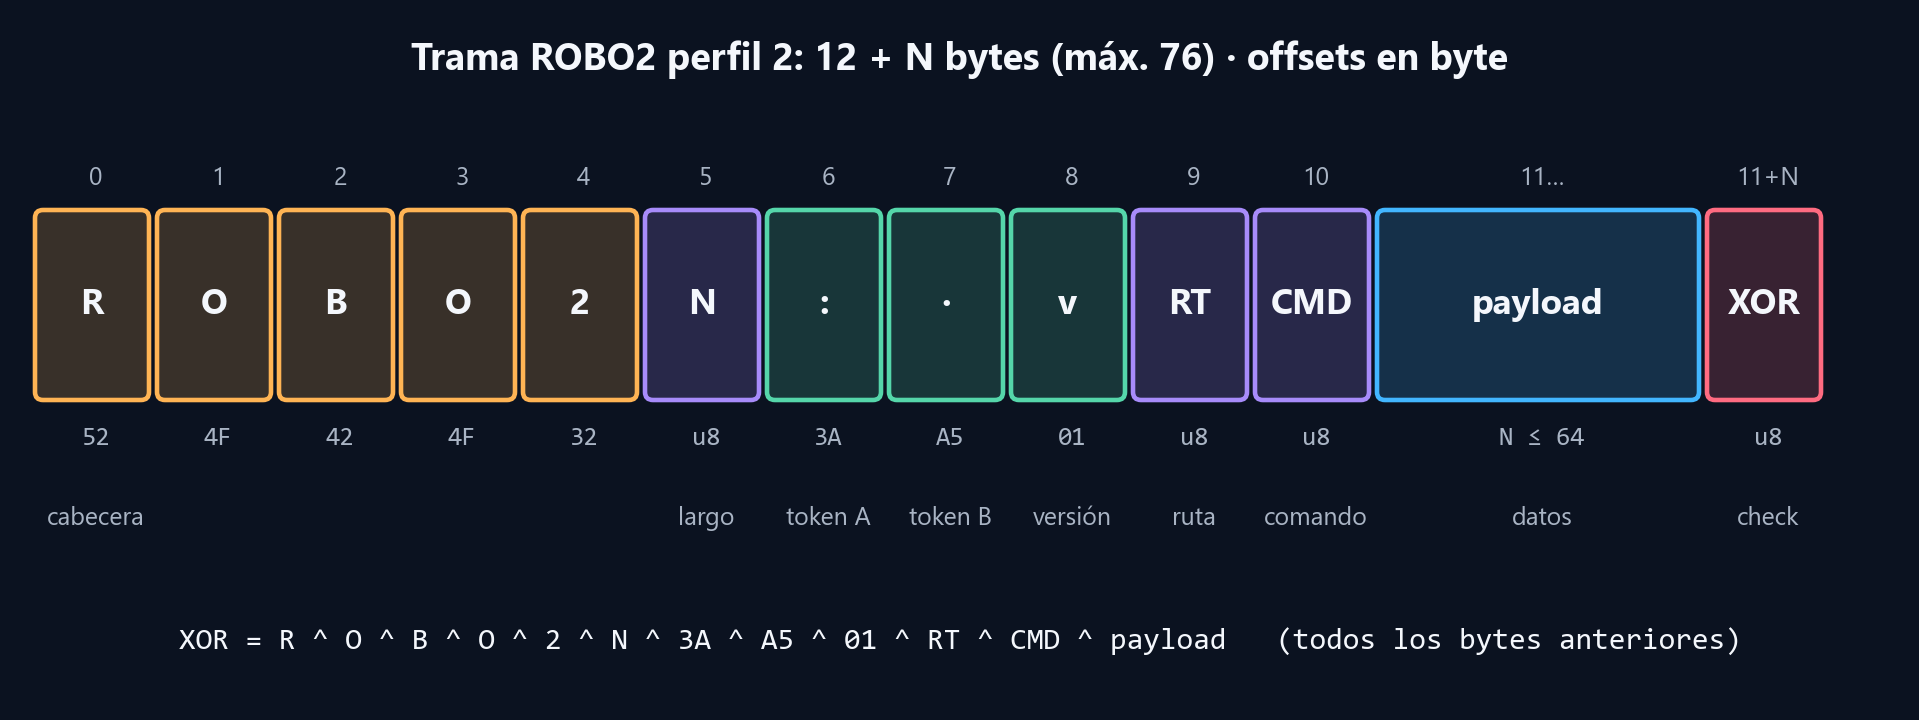 Trama ROBO2 perfil 2: 12 + N bytes (máx. 76) · offsets en byte
0 1 2 3 4 5 6 7 8 9 10 11... 11+N
R O B O 2 N : · v RT CMD payload XOR
52 4F 42 4F 32 u8 3A A5 01 u8 u8 N ≤ 64 u8
cabecera largo token A token B versión ruta comando datos check
XOR = R ^ O ^ B ^ O ^ 2 ^ N ^ 3A ^ A5 ^ 01 ^ RT ^ CMD ^ payload (todos los bytes anteriores)